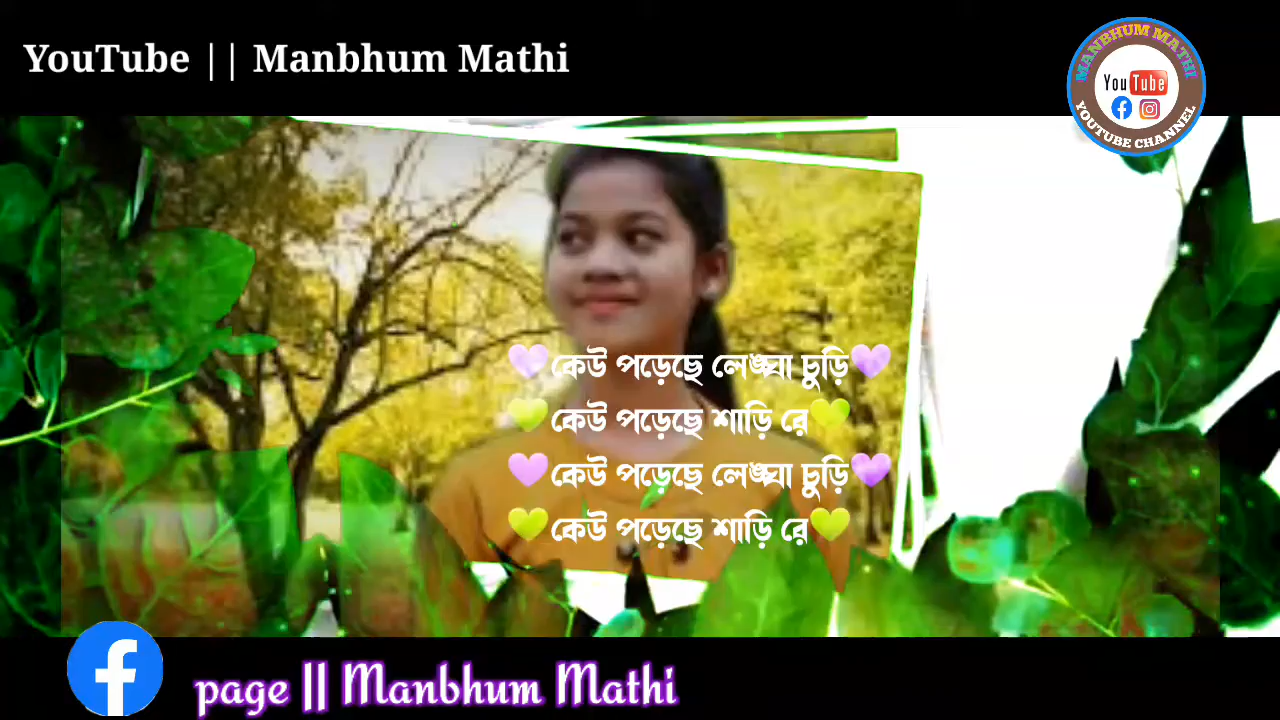 YouTube || Manbhum Mathi
MANBHUM MATHI
YouTube
YOUTUBE CHANNEL
💜কেউ পড়েছে লেঙ্ঘা চুড়ি💜
💛কেউ পড়েছে শাড়ি রে💛
💜কেউ পড়েছে লেঙ্ঘা চুড়ি💜
💛কেউ পড়েছে শাড়ি রে💛
page || Manbhum Mathi